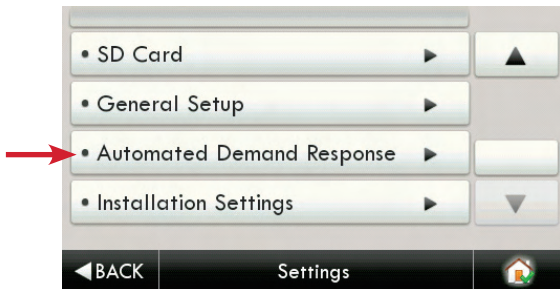 • SD Card
• General Setup
• Automated Demand Response
• Installation Settings
BACK Settings